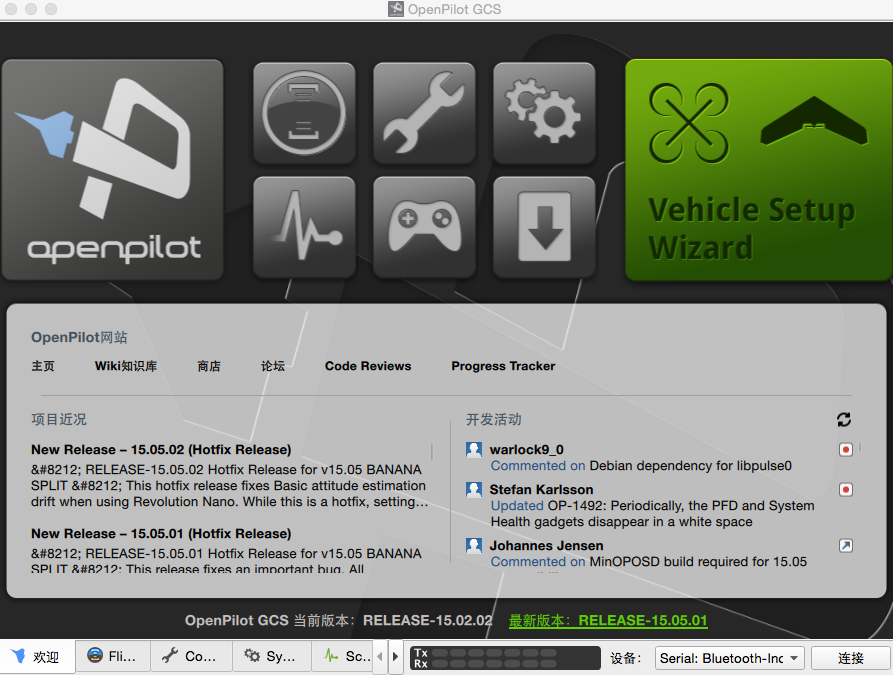 OpenPilot GCS
openpilot
Vehicle Setup
Wizard
OpenPilot网站
主页
Wiki知识库
商店
论坛
Code Reviews
Progress Tracker
项目近况
New Release – 15.05.02 (Hotfix Release)
&#8212; RELEASE-15.05.02 Hotfix Release for v15.05 BANANA
SPLIT &#8212; This hotfix release fixes Basic attitude estimation
drift when using Revolution Nano. While this is a hotfix, setting…
New Release – 15.05.01 (Hotfix Release)
&#8212; RELEASE-15.05.01 Hotfix Release for v15.05 BANANA
SPLIT &#8212; This release fixes an important bug. All
开发活动
warlock9_0
Commented on Debian dependency for libpulse0
Stefan Karlsson
Updated OP-1492: Periodically, the PFD and System
Health gadgets disappear in a white space
Johannes Jensen
Commented on MinOPOSD build required for 15.05
OpenPilot GCS 当前版本：RELEASE-15.02.02
最新版本：RELEASE-15.05.01
欢迎
Fli…
Co…
Sy…
Sc…
Tx
Rx
设备：
Serial: Bluetooth-Inc
连接